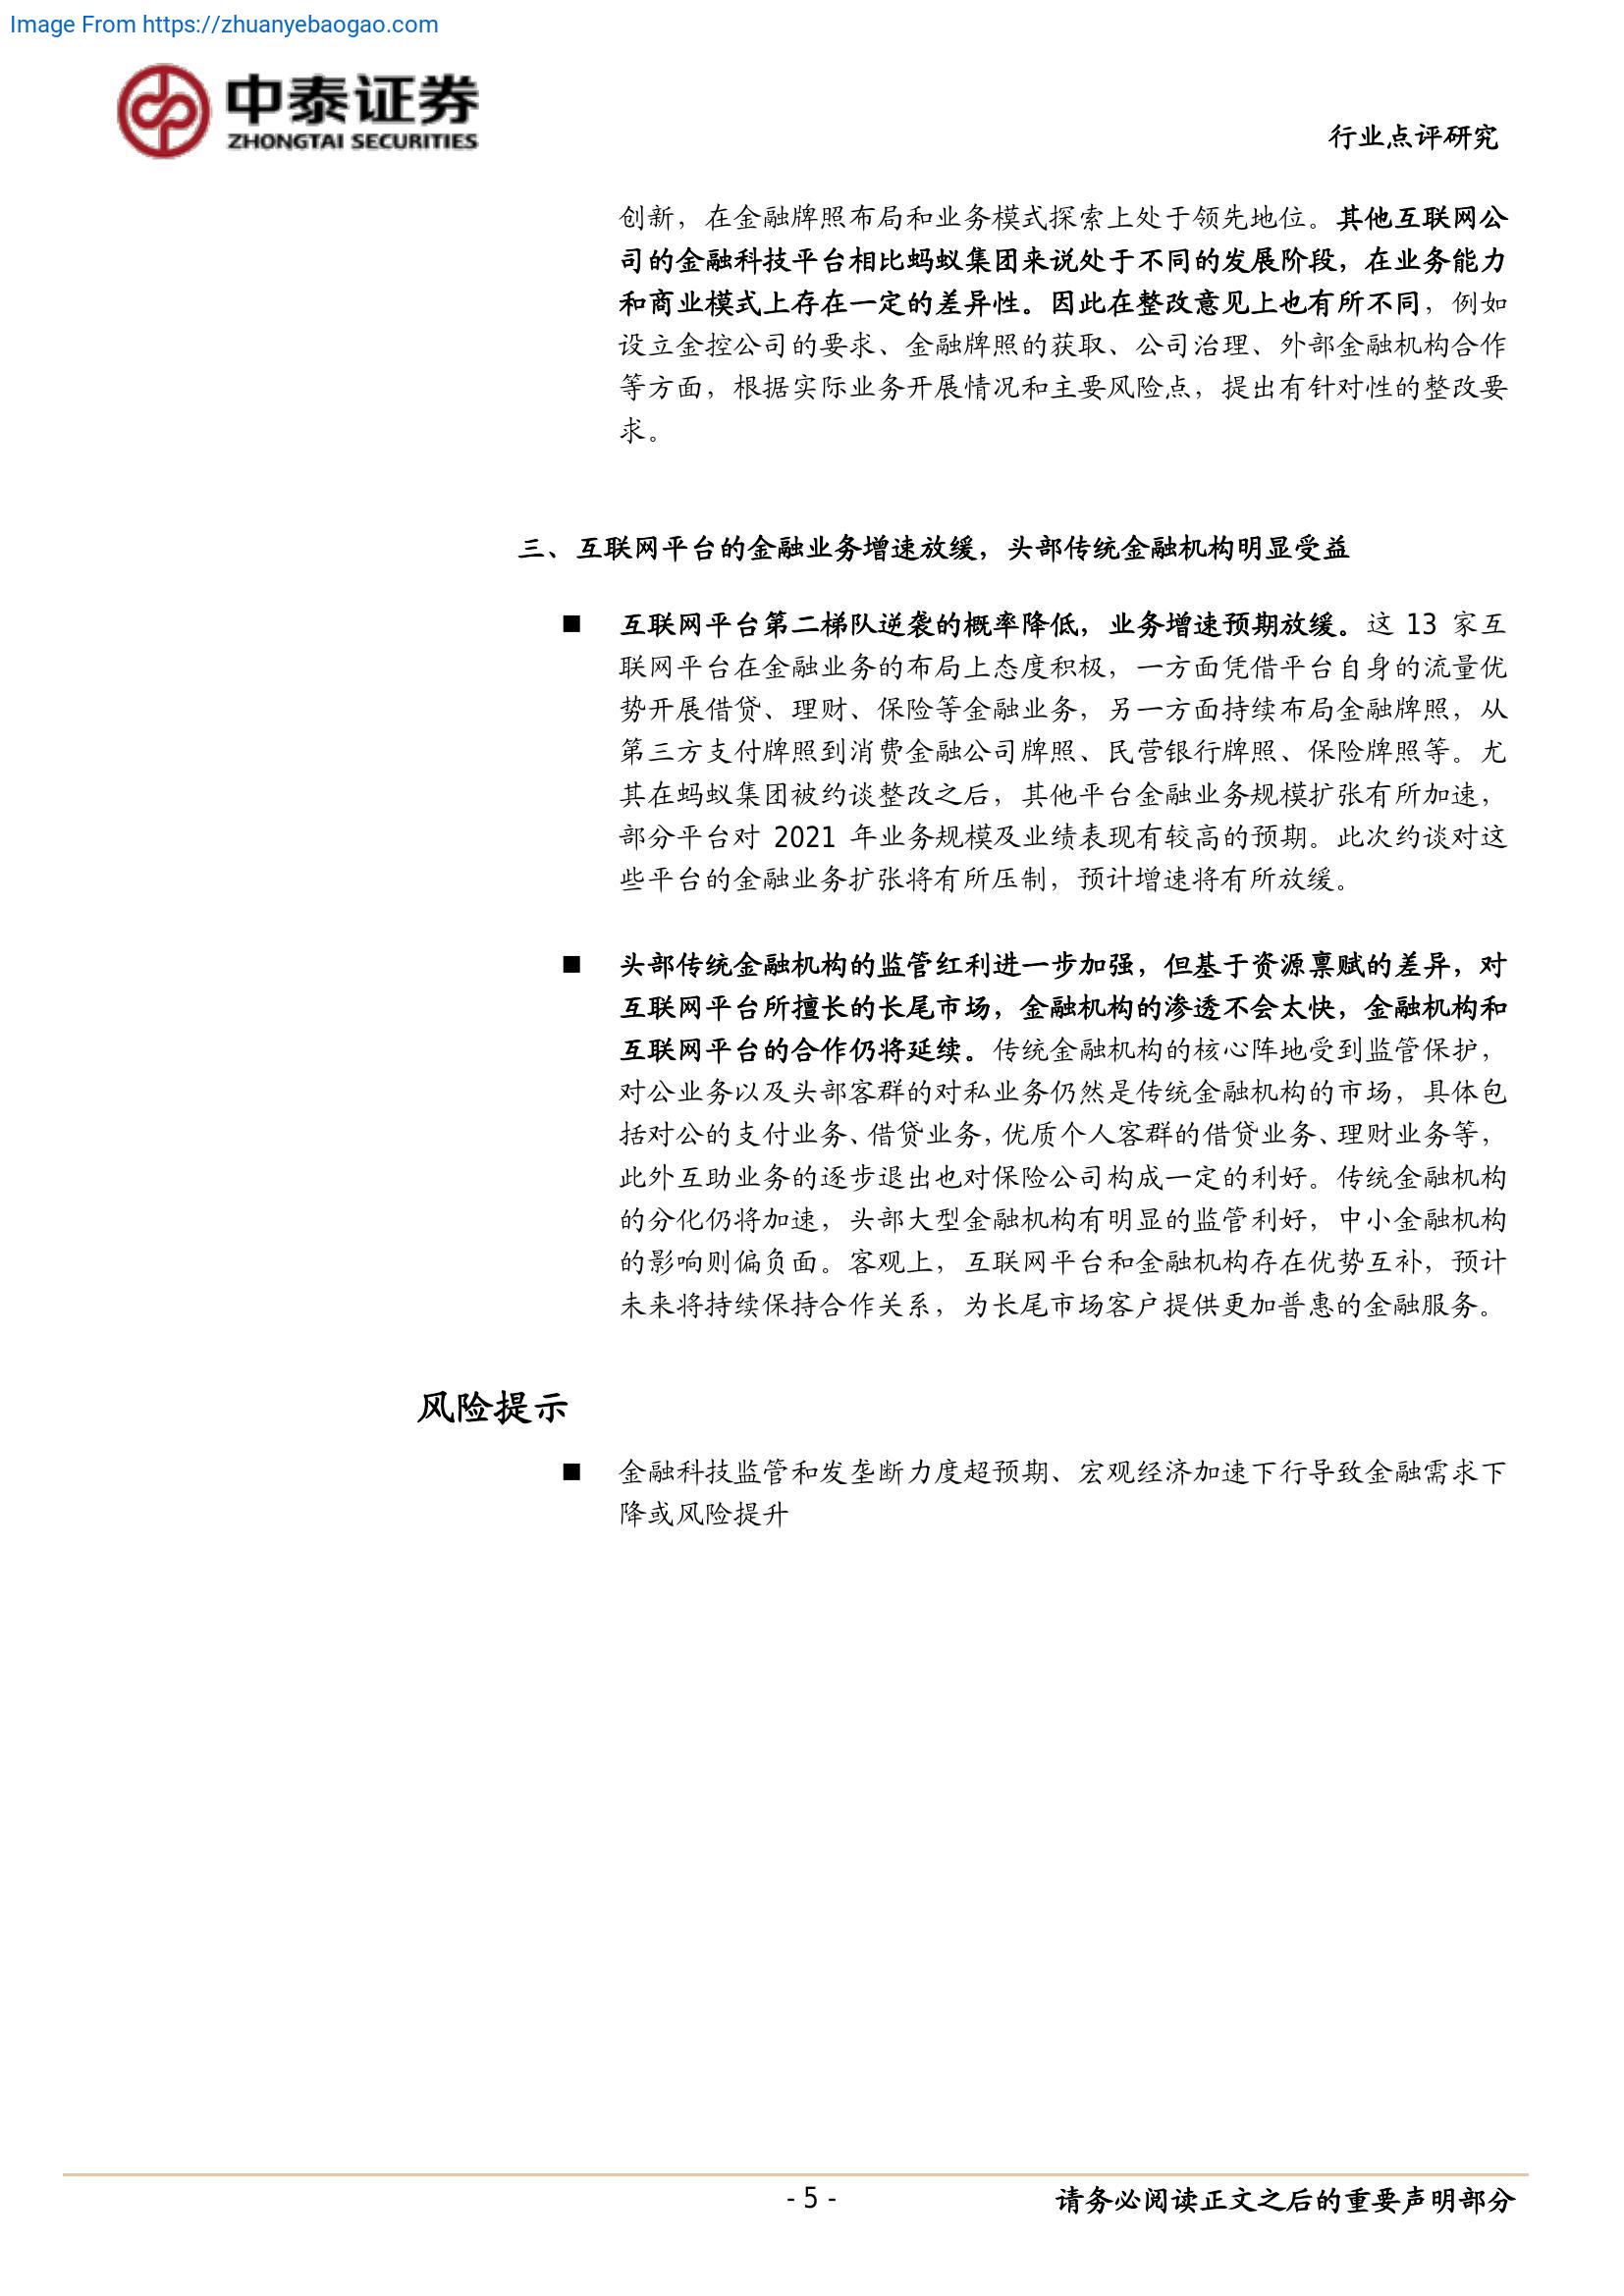 Image From https://zhuanyebaogao.com
中泰证券
ZHONGTAI SECURITIES
行业点评研究
创新，在金融牌照布局和业务模式探索上处于领先地位。其他互联网公
司的金融科技平台相比蚂蚁集团来说处于不同的发展阶段，在业务能力
和商业模式上存在一定的差异性。因此在整改意见上也有所不同，例如
设立金控公司的要求、金融牌照的获取、公司治理、外部金融机构合作
等方面，根据实际业务开展情况和主要风险点，提出有针对性的整改要
求。
三、互联网平台的金融业务增速放缓，头部传统金融机构明显受益
■ 互联网平台第二梯队逆袭的概率降低，业务增速预期放缓。这 13 家互
联网平台在金融业务的布局上态度积极，一方面凭借平台自身的流量优
势开展借贷、理财、保险等金融业务，另一方面持续布局金融牌照，从
第三方支付牌照到消费金融公司牌照、民营银行牌照、保险牌照等。尤
其在蚂蚁集团被约谈整改之后，其他平台金融业务规模扩张有所加速，
部分平台对 2021 年业务规模及业绩表现有较高的预期。此次约谈对这
些平台的金融业务扩张将有所压制，预计增速将有所放缓。
■ 头部传统金融机构的监管红利进一步加强，但基于资源禀赋的差异，对
互联网平台所擅长的长尾市场，金融机构的渗透不会太快，金融机构和
互联网平台的合作仍将延续。传统金融机构的核心阵地受到监管保护，
对公业务以及头部客群的对私业务仍然是传统金融机构的市场，具体包
括对公的支付业务、借贷业务，优质个人客群的借贷业务、理财业务等，
此外互助业务的逐步退出也对保险公司构成一定的利好。传统金融机构
的分化仍将加速，头部大型金融机构有明显的监管利好，中小金融机构
的影响则偏负面。客观上，互联网平台和金融机构存在优势互补，预计
未来将持续保持合作关系，为长尾市场客户提供更加普惠的金融服务。
风险提示
■ 金融科技监管和发垄断力度超预期、宏观经济加速下行导致金融需求下
降或风险提升
- 5 -
请务必阅读正文之后的重要声明部分